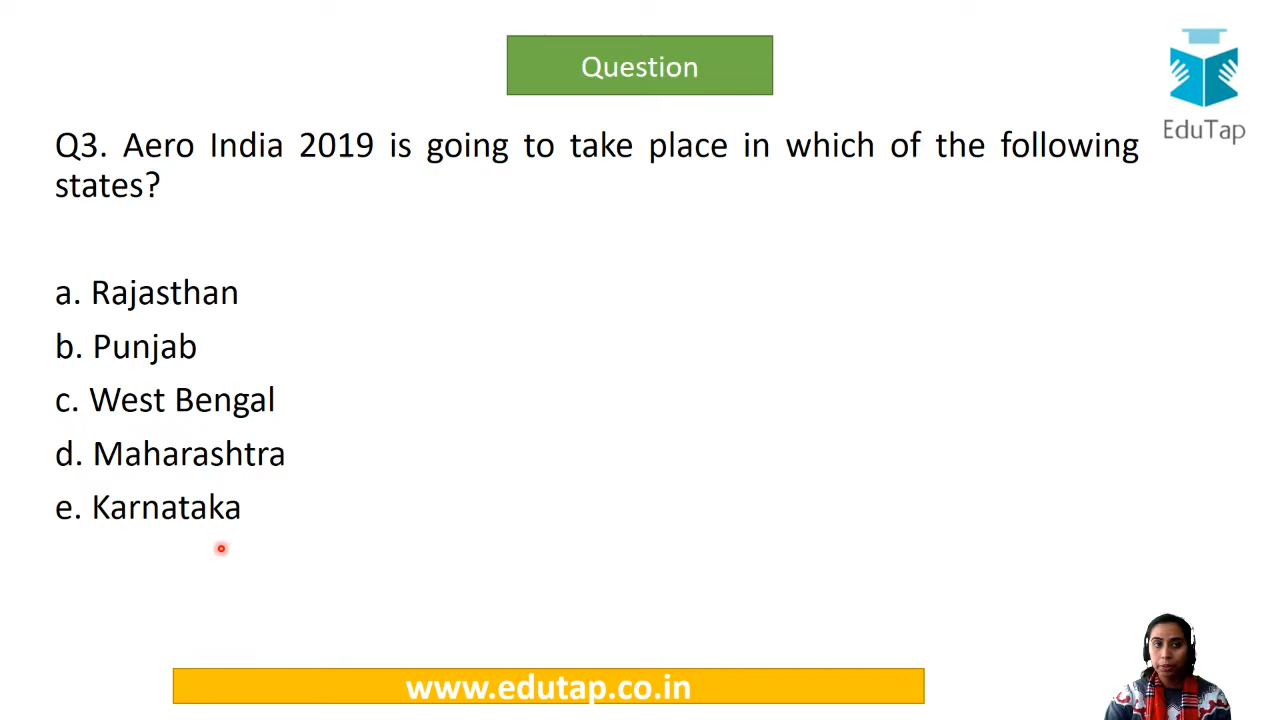 Question
EduTap
Q3. Aero India 2019 is going to take place in which of the following
states?
a. Rajasthan
b. Punjab
c. West Bengal
d. Maharashtra
e. Karnataka
www.edutap.co.in